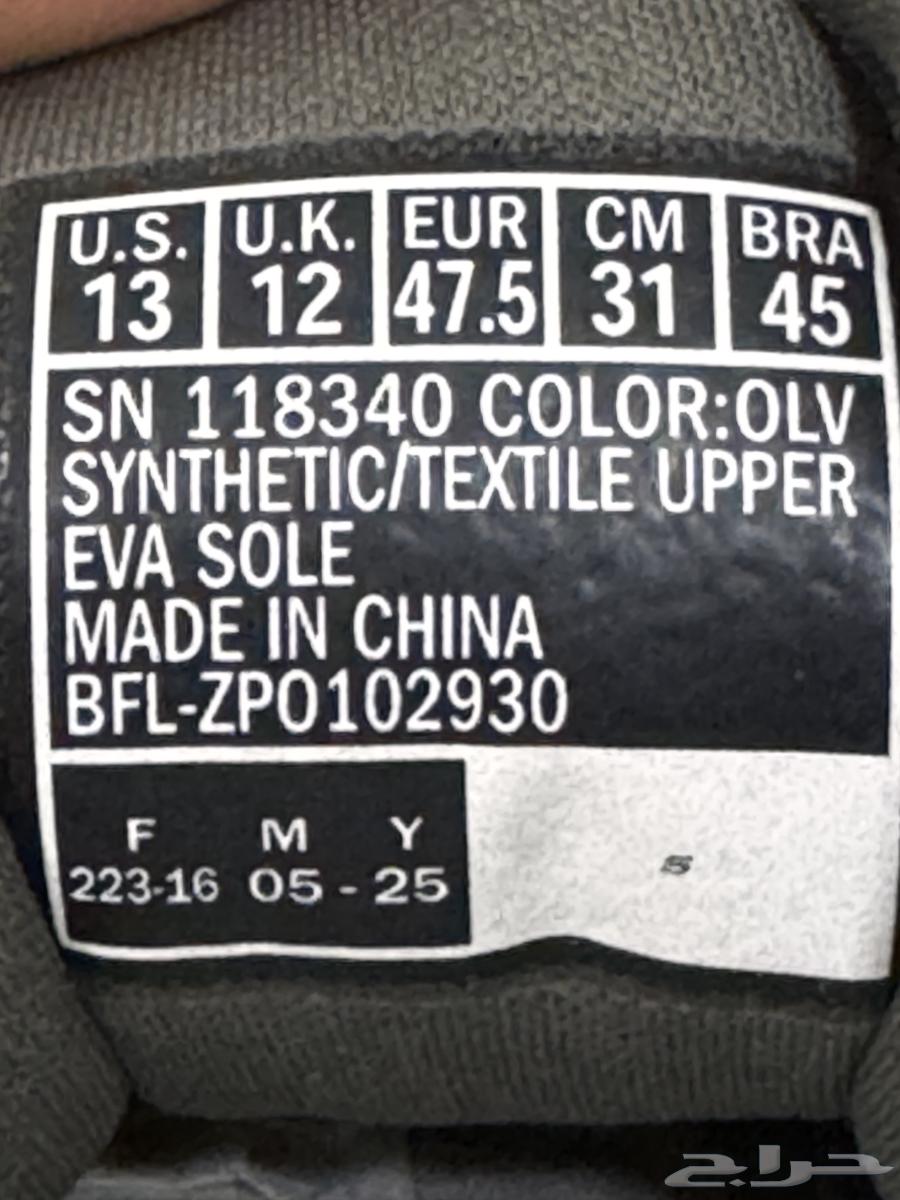 U.S. U.K. EUR CM BRA
13 12 47.5 31 45
SN 118340 COLOR:OLV
SYNTHETIC/TEXTILE UPPER
EVA SOLE
MADE IN CHINA
BFL-ZPO102930
F M Y
223-16 05 - 25
حراج